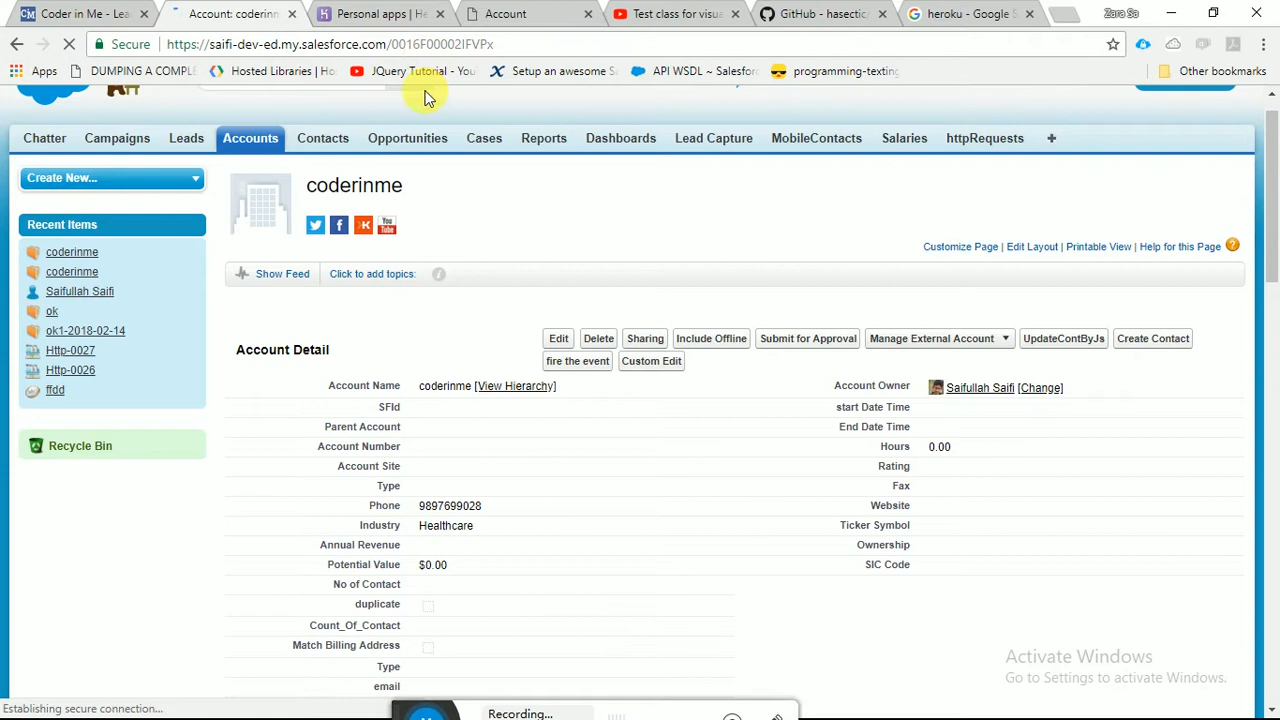 Coder in Me - Learn
Account: coderinm
Personal apps | He
Account
Test class for visua
GitHub - hasectic
heroku - Google S
Zara Sa
Secure
https://saifi-dev-ed.my.salesforce.com/0016F00002IFVPx
Apps
DUMPING A COMPLE
Hosted Libraries | Ho
JQuery Tutorial - You
Setup an awesome S
API WSDL ~ Salesfor
programming-texting
Other bookmarks
Chatter
Campaigns
Leads
Accounts
Contacts
Opportunities
Cases
Reports
Dashboards
Lead Capture
MobileContacts
Salaries
httpRequests
+
Create New...
Recent Items
coderinme
coderinme
Saifullah Saifi
ok
ok1-2018-02-14
Http-0027
Http-0026
ffdd
Recycle Bin
coderinme
You Tube
Customize Page | Edit Layout | Printable View | Help for this Page ?
Show Feed
Click to add topics:
i
Account Detail
Edit
Delete
Sharing
Include Offline
Submit for Approval
Manage External Account
UpdateContByJs
Create Contact
fire the event
Custom Edit
Account Name coderinme [View Hierarchy]
SFId
Parent Account
Account Number
Account Site
Type
Phone 9897699028
Industry Healthcare
Annual Revenue
Potential Value $0.00
No of Contact
duplicate
Count_Of_Contact
Match Billing Address
Type
email
Account Owner Saifullah Saifi [Change]
start Date Time
End Date Time
Hours 0.00
Rating
Fax
Website
Ticker Symbol
Ownership
SIC Code
Activate Windows
Go to Settings to activate Windows.
Establishing secure connection...
Recording...